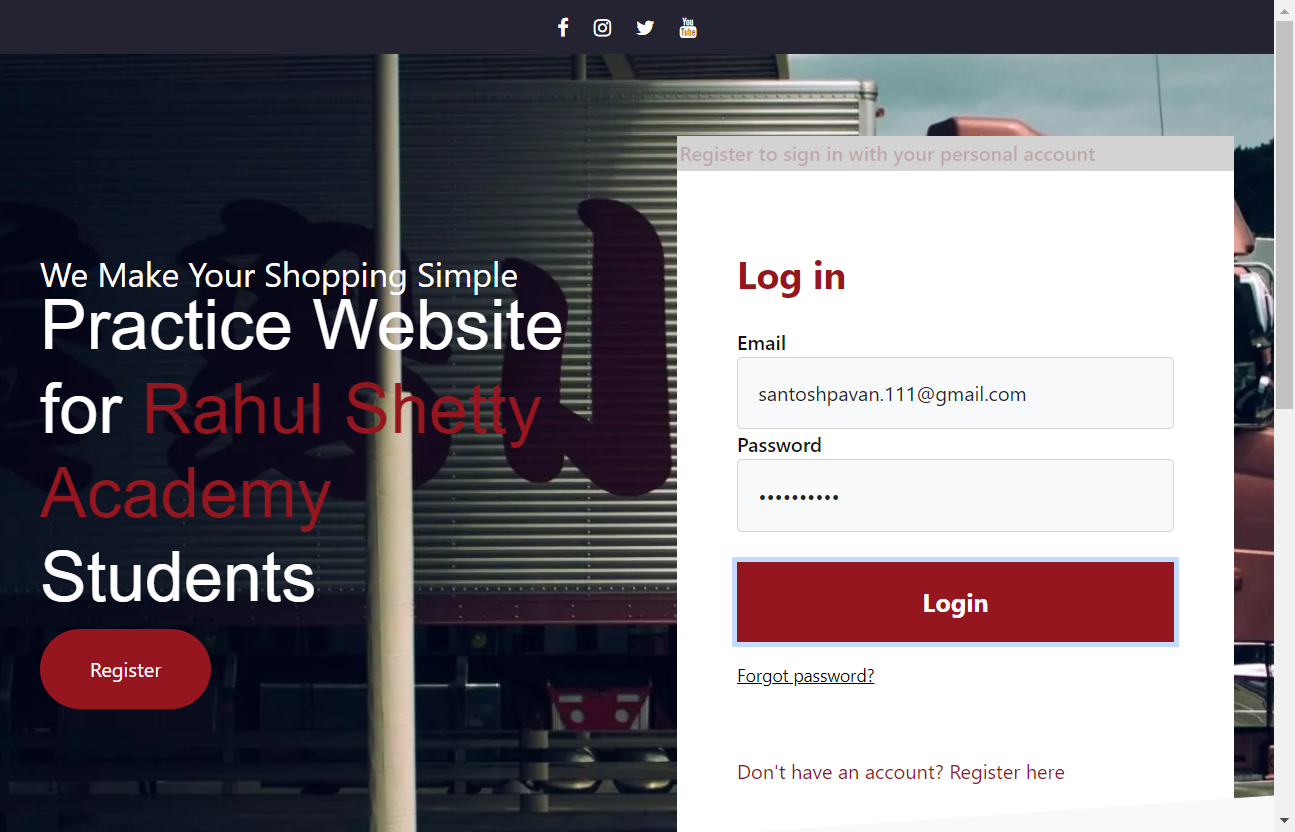 You
Tube
Register to sign in with your personal account
We Make Your Shopping Simple
Practice Website
for Rahul Shetty
Academy
Students
Register
Log in
Email
santoshpavan.111@gmail.com
Password
••••••••••
Login
Forgot password?
Don't have an account? Register here